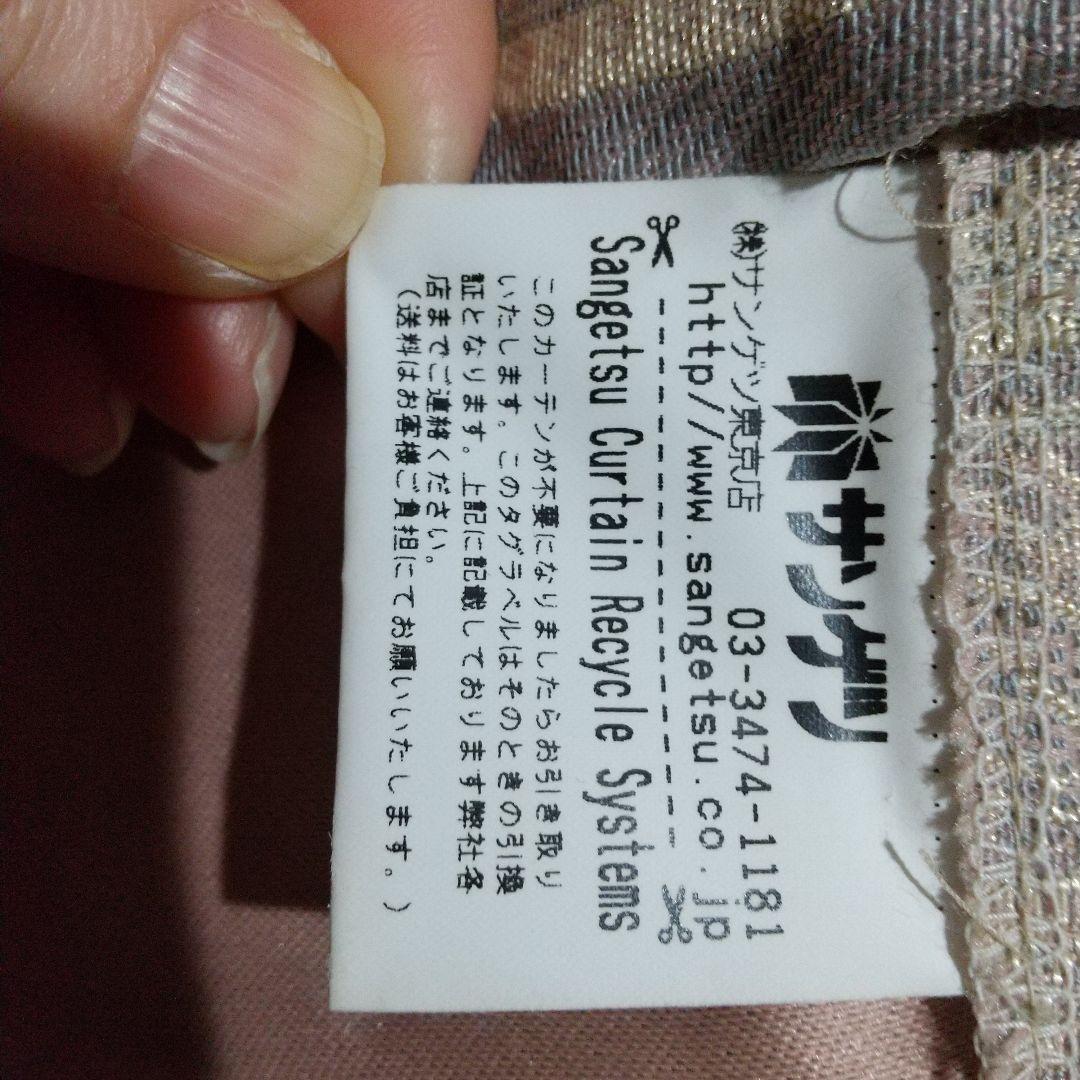 サンゲツ
(株)サンゲツ東京店 03-3474-1181
http//www.sangetsu.co.jp
Sangetsu Curtain Recycle Systems
このカーテンが不要になりましたらお引き取り
いたします。このタグラベルはそのときの引換
証となります。上記に記載しております弊社各
店までご連絡ください。
(送料はお客様ご負担にてお願いいたします。)